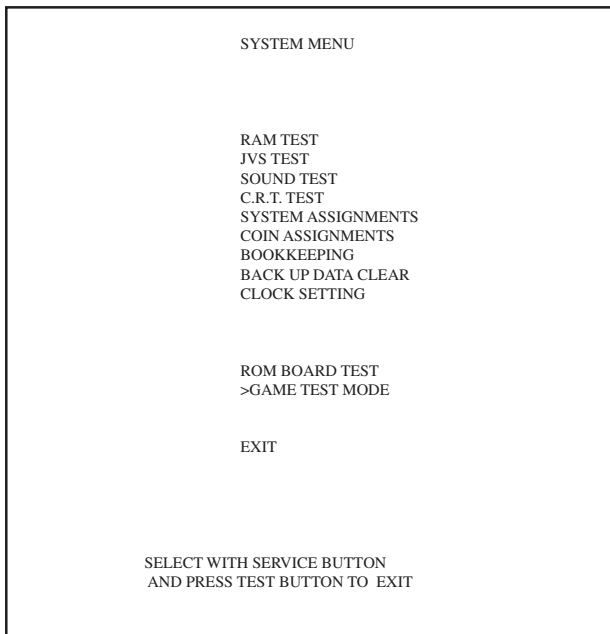 SYSTEM MENU
RAM TEST
JVS TEST
SOUND TEST
C.R.T. TEST
SYSTEM ASSIGNMENTS
COIN ASSIGNMENTS
BOOKKEEPING
BACK UP DATA CLEAR
CLOCK SETTING
ROM BOARD TEST
>GAME TEST MODE
EXIT
SELECT WITH SERVICE BUTTON
AND PRESS TEST BUTTON TO EXIT